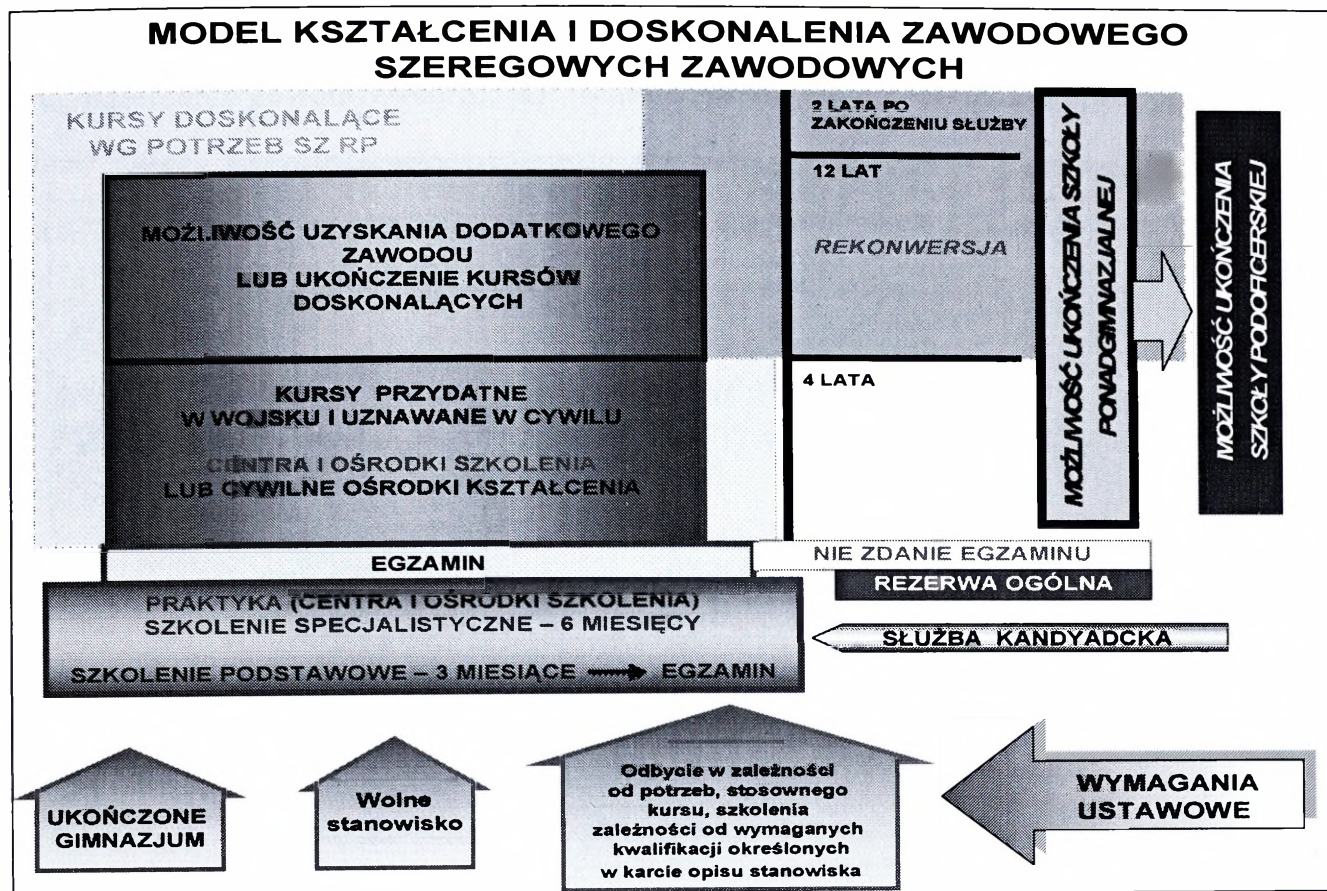 MODEL KSZTAŁCENIA I DOSKONALENIA ZAWODOWEGO
SZEREGOWYCH ZAWODOWYCH
KURSY DOSKONALĄCE
WG POTRZEB SZ RP
MOŻLIWOŚĆ UZYSKANIA DODATKOWEGO
ZAWODOU
LUB UKOŃCZENIE KURSÓW
DOSKONALĄCYCH
KURSY PRZYDATNE
W WOJSKU I UZNAWANE W CYWILU
CENTRA I OŚRODKI SZKOLENIA
LUB CYWILNE OŚRODKI KSZTAŁCENIA
2 LATA PO
ZAKOŃCZENIU SŁUŻBY
12 LAT
REKONWERSJA
4 LATA
MOŻLIWOŚĆ UKOŃCZENIA SZKOŁY
PONADGIMNAZJALNEJ
MOŻLIWOŚĆ UKOŃCZENIA
SZKOŁY PODOFICERSKIEJ
EGZAMIN
NIE ZDANIE EGZAMINU
REZERWA OGÓLNA
PRAKTYKA (CENTRA I OŚRODKI SZKOLENIA)
SZKOLENIE SPECJALISTYCZNE – 6 MIESIĘCY
SZKOLENIE PODSTAWOWE – 3 MIESIĄCE EGZAMIN
SŁUŻBA KANDYADCKA
UKOŃCZONE
GIMNAZJUM
Wolne
stanowisko
Odbycie w zależności
od potrzeb, stosownego
kursu, szkolenia
zależności od wymaganych
kwalifikacji określonych
w karcie opisu stanowiska
WYMAGANIA
USTAWOWE